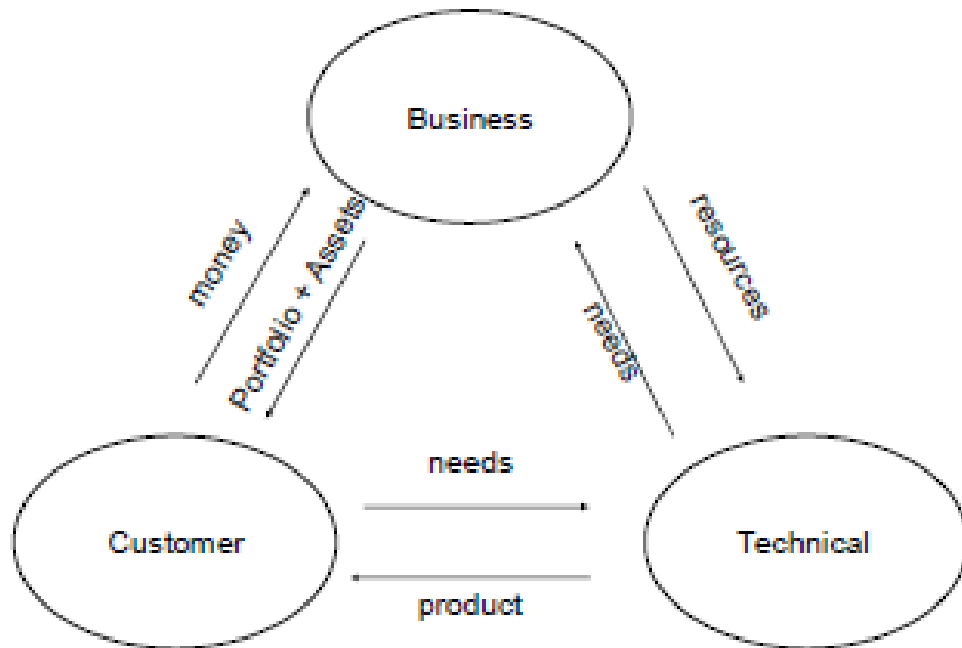 Business
money
Portfolio + Assets
resources
needs
needs
Customer
Technical
product